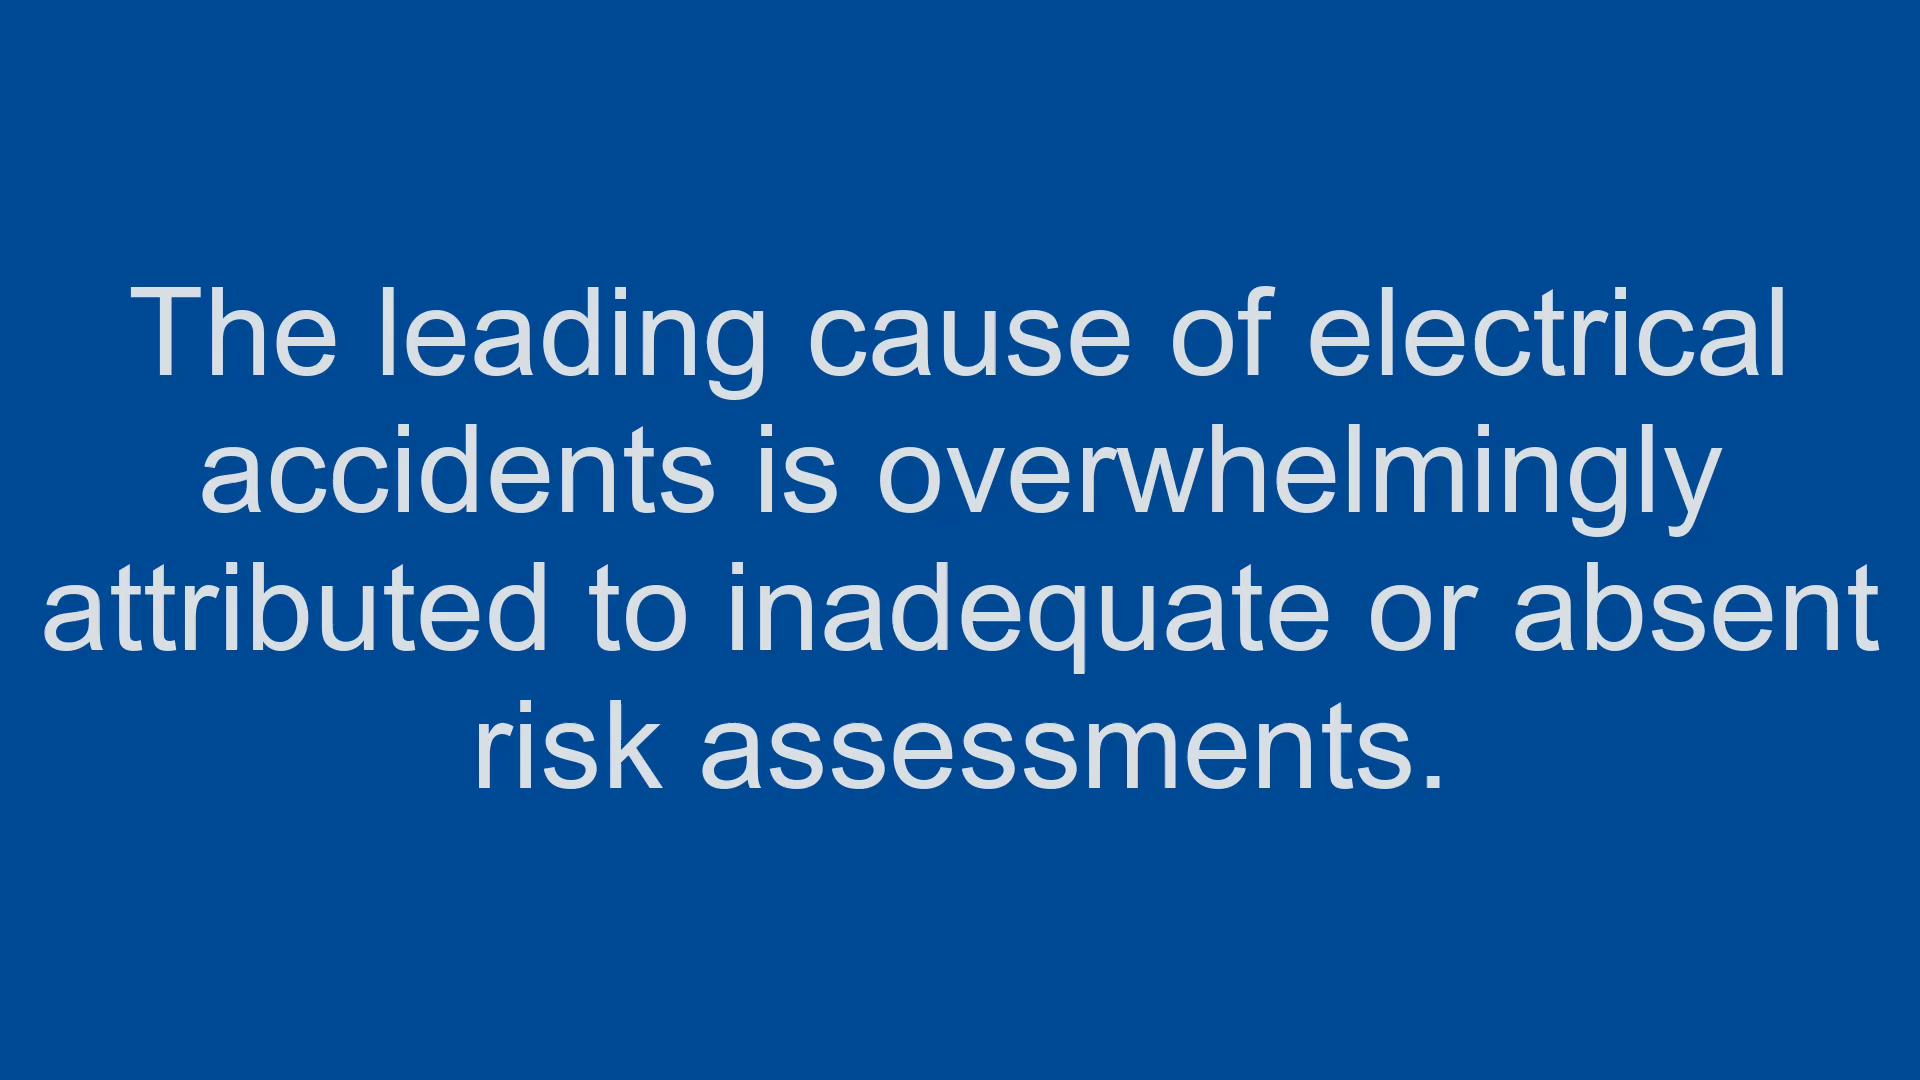 The leading cause of electrical
accidents is overwhelmingly
attributed to inadequate or absent
risk assessments.